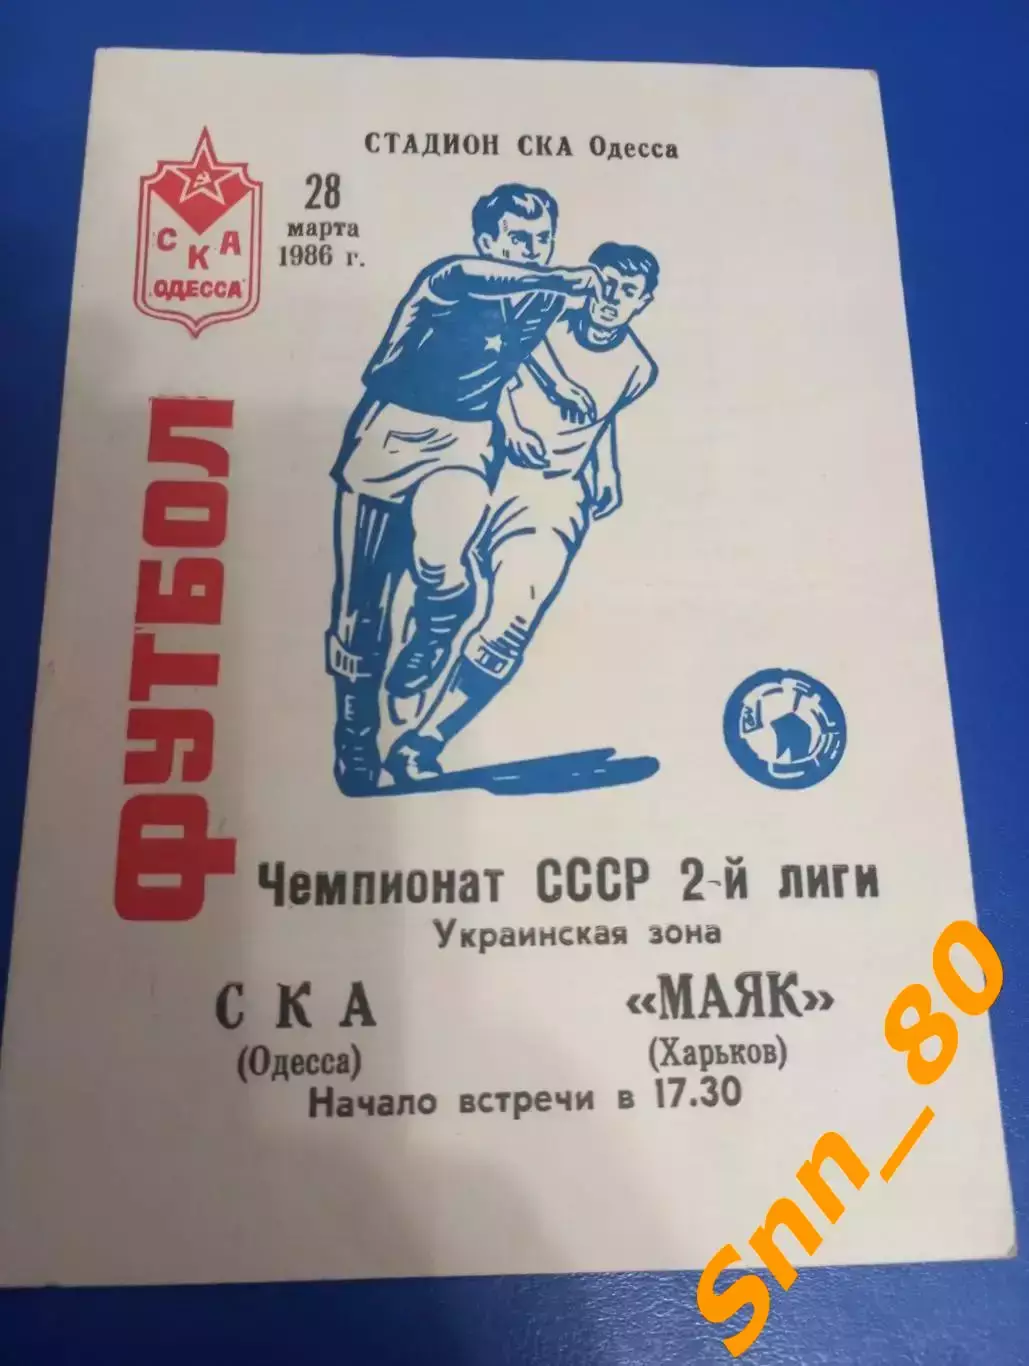 СТАДИОН СКА Одесса
С К А
ОДЕССА
28
марта
1986 г.
ФУТБОЛ
Чемпионат СССР 2-й лиги
Украинская зона
СКА «МАЯК»
(Одесса) (Харьков)
Начало встречи в 17.30
Snn_80